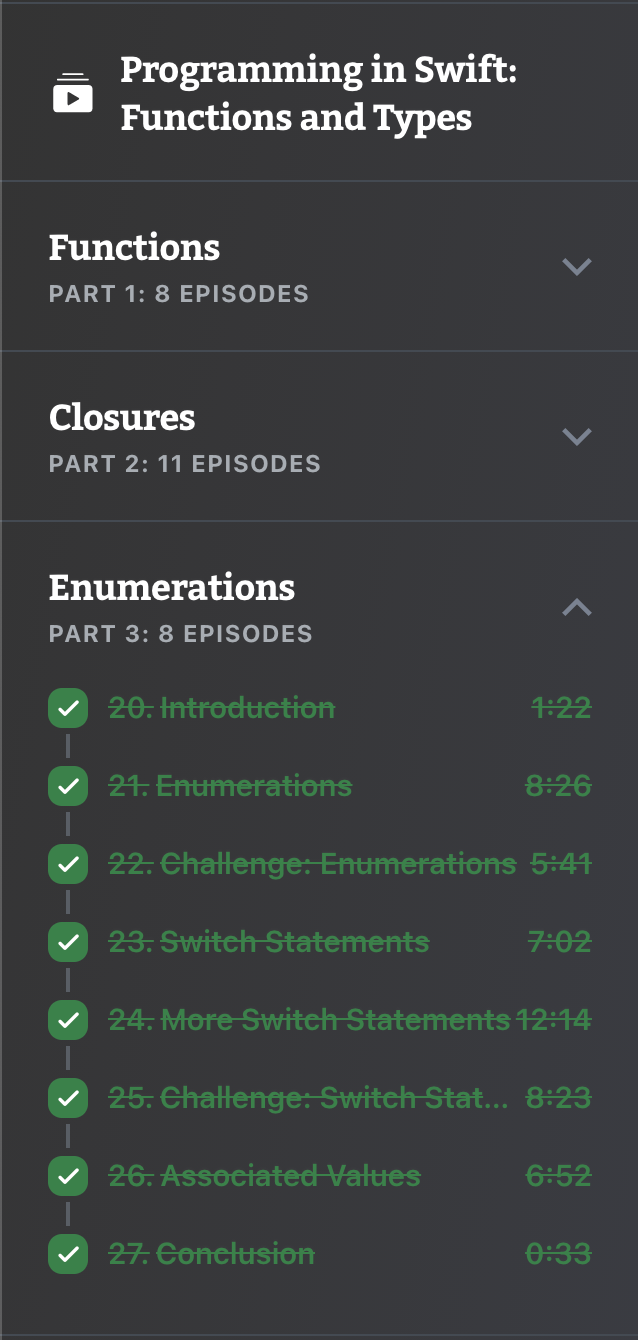 Programming in Swift:
Functions and Types
Functions
PART 1: 8 EPISODES
Closures
PART 2: 11 EPISODES
Enumerations
PART 3: 8 EPISODES
20. Introduction 1:22
21. Enumerations 8:26
22. Challenge: Enumerations 5:41
23. Switch Statements 7:02
24. More Switch Statements 12:14
25. Challenge: Switch Stat... 8:23
26. Associated Values 6:52
27. Conclusion 0:33